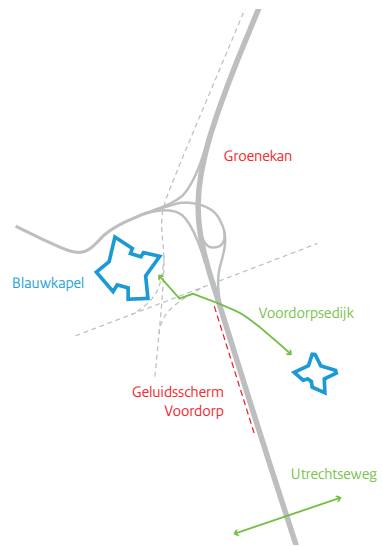 Groenekan
Blauwkapel
Voordorpsedijk
Geluidsscherm
Voordorp
Utrechtseweg